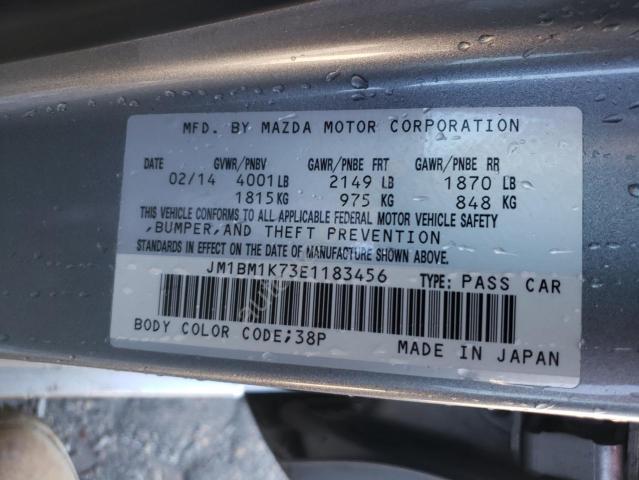 MFD. BY MAZDA MOTOR CORPORATION
DATE GVWR/PNBV GAWR/PNBE FRT GAWR/PNBE RR
02/14 4001 LB 2149 LB 1870 LB
1815 KG 975 KG 848 KG
THIS VEHICLE CONFORMS TO ALL APPLICABLE FEDERAL MOTOR VEHICLE SAFETY
,BUMPER,AND THEFT PREVENTION
STANDARDS IN EFFECT ON THE DATE OF MANUFACTURE SHOWN ABOVE.
JM1BM1K73E1183456 TYPE: PASS CAR
BODY COLOR CODE;38P
MADE IN JAPAN